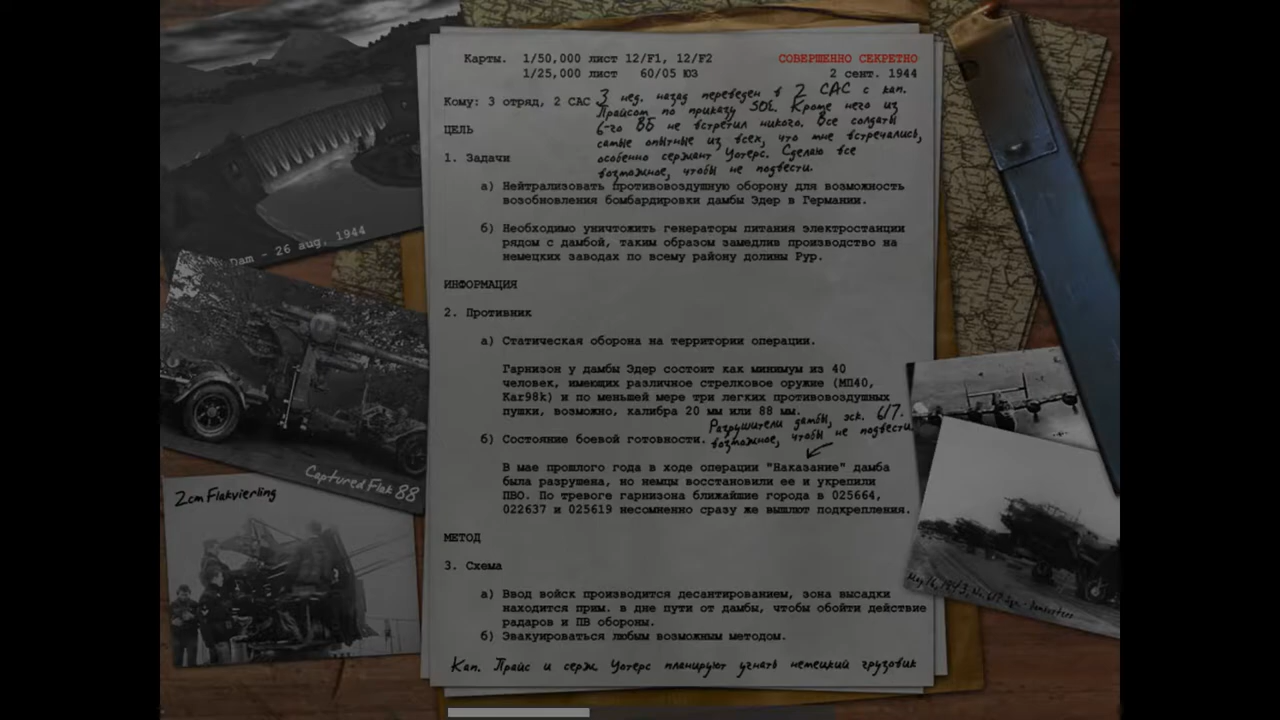 Карты. 1/50,000 лист 12/F1, 12/F2
СОВЕРШЕННО СЕКРЕТНО
1/25,000 лист 60/05 ЮЗ
2 сент. 1944
Кому: 3 отряд, 2 САС
3 нед. назад переведен в 2 САС с кап.
Прайсом по приказу SOE. Кроме него из
6-го ВБ не встретил никого. Все солдаты
самые опытные из всех, что мне встречались,
особенно сержант Уотерс. Сделаю все
возможное, чтобы не подвести.
ЦЕЛЬ
1. Задачи
а) Нейтрализовать противовоздушную оборону для возможность
возобновления бомбардировки дамбы Эдер в Германии.
б) Необходимо уничтожить генераторы питания электростанции
рядом с дамбой, таким образом замедлив производство на
немецких заводах по всему району долины Рур.
ИНФОРМАЦИЯ
2. Противник
а) Статическая оборона на территории операции.
Гарнизон у дамбы Эдер состоит как минимум из 40
человек, имеющих различное стрелковое оружие (МП40,
Kar98k) и по меньшей мере три легких противовоздушных
пушки, возможно, калибра 20 мм или 88 мм.
Разрушители дамбы, эск. 617.
возможное, чтобы не подвести.
б) Состояние боевой готовности.
В мае прошлого года в ходе операции "Наказание" дамба
была разрушена, но немцы восстановили ее и укрепили
ПВО. По тревоге гарнизона ближайшие города в 025664,
022637 и 025619 несомненно сразу же вышлют подкрепления.
МЕТОД
3. Схема
а) Ввод войск производится десантированием, зона высадки
находится прим. в дне пути от дамбы, чтобы обойти действие
радаров и ПВ обороны.
б) Эвакуироваться любым возможным методом.
Кап. Прайс и серж. Уотерс планируют угнать немецкий грузовик
Dam - 26 aug, 1944
Captured Flak 88
2cm Flakvierling
May 16, 1943, No. 617 Sqn.